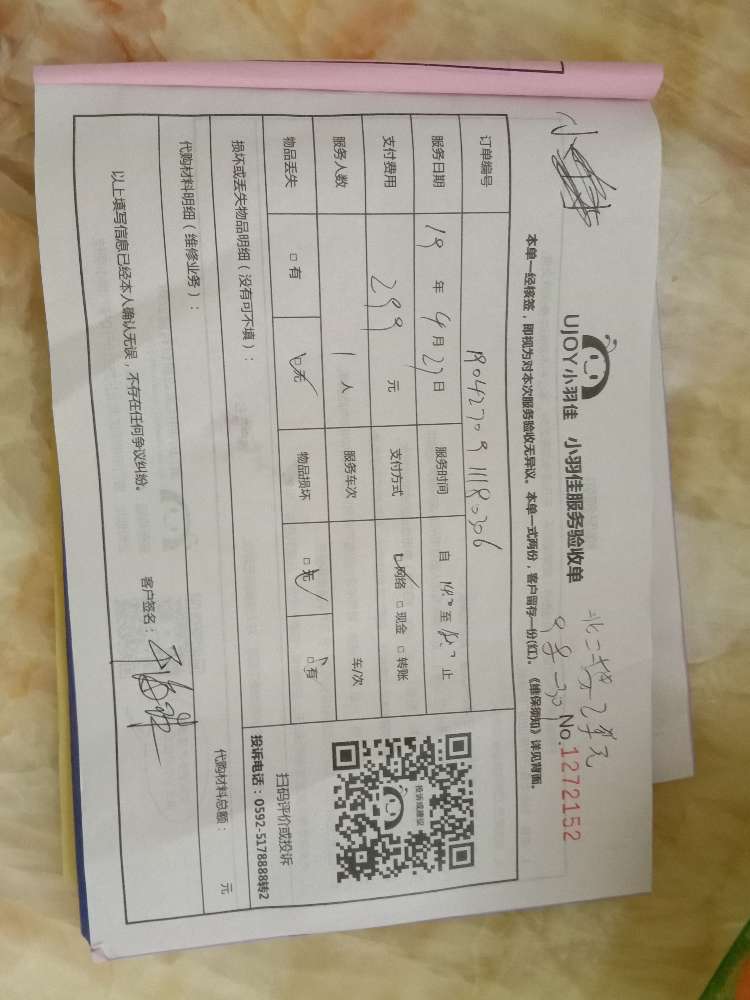 UJOY小羽佳 小羽佳服务验收单
No.1272152
本单一经核签，即视为对本次服务验收无异议。本单一式两份，客户留存一份(红)。《维保须知》详见背面。
订单编号 19042709111180306
服务日期 19 年 4 月 27 日 服务时间 自 至 止
支付费用 299 元 支付方式 □网络 □现金 □转账
服务人数 1 人 服务车次 车/次
物品丢失 □有 □无 物品损坏 □无 □有
投诉或建议
扫码评价或投诉
投诉电话：0592-5178888转2
损坏或丢失物品明细（没有可不填）：
代购材料明细（维修业务）： 代购材料总额： 元
以上填写信息已经本人确认无误，不存在任何争议纠纷。 客户签名：